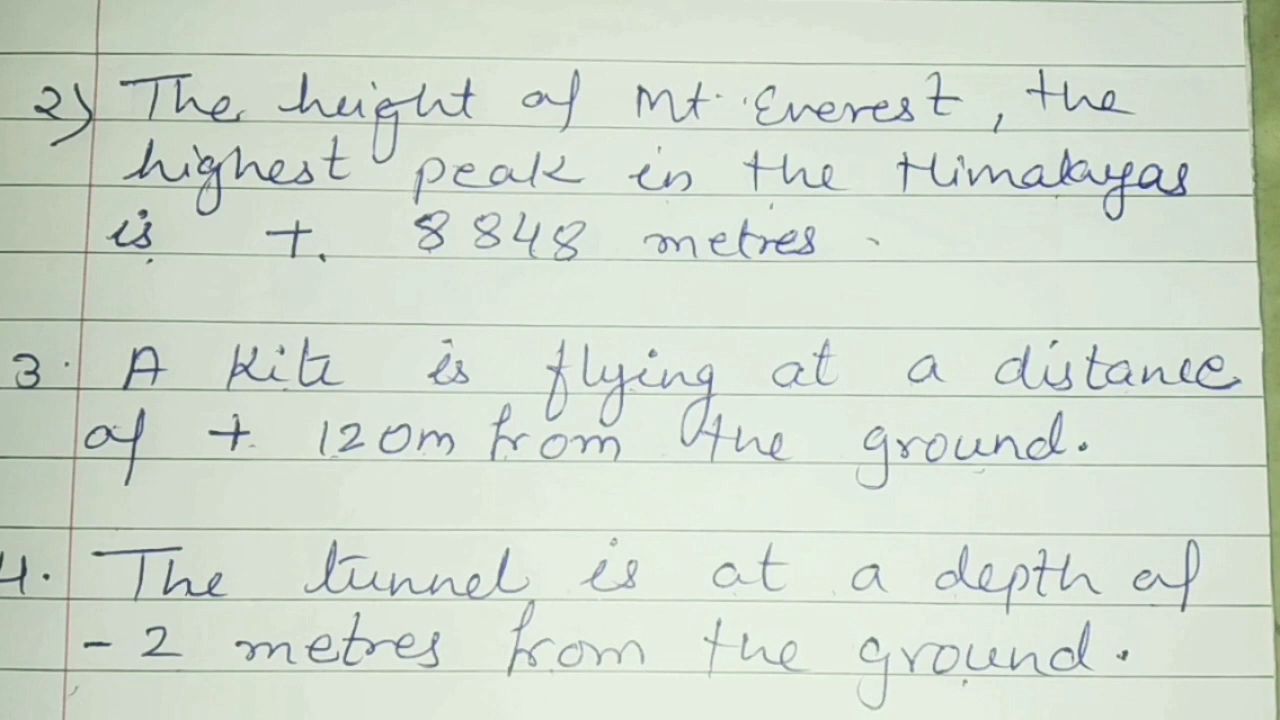 2) The height of Mt. Everest, the
highest peak in the Himalayas
is +. 8848 metres.
3. A kite is flying at a distance
of + 120m from the ground.
4. The tunnel is at a depth of
- 2 metres from the ground.